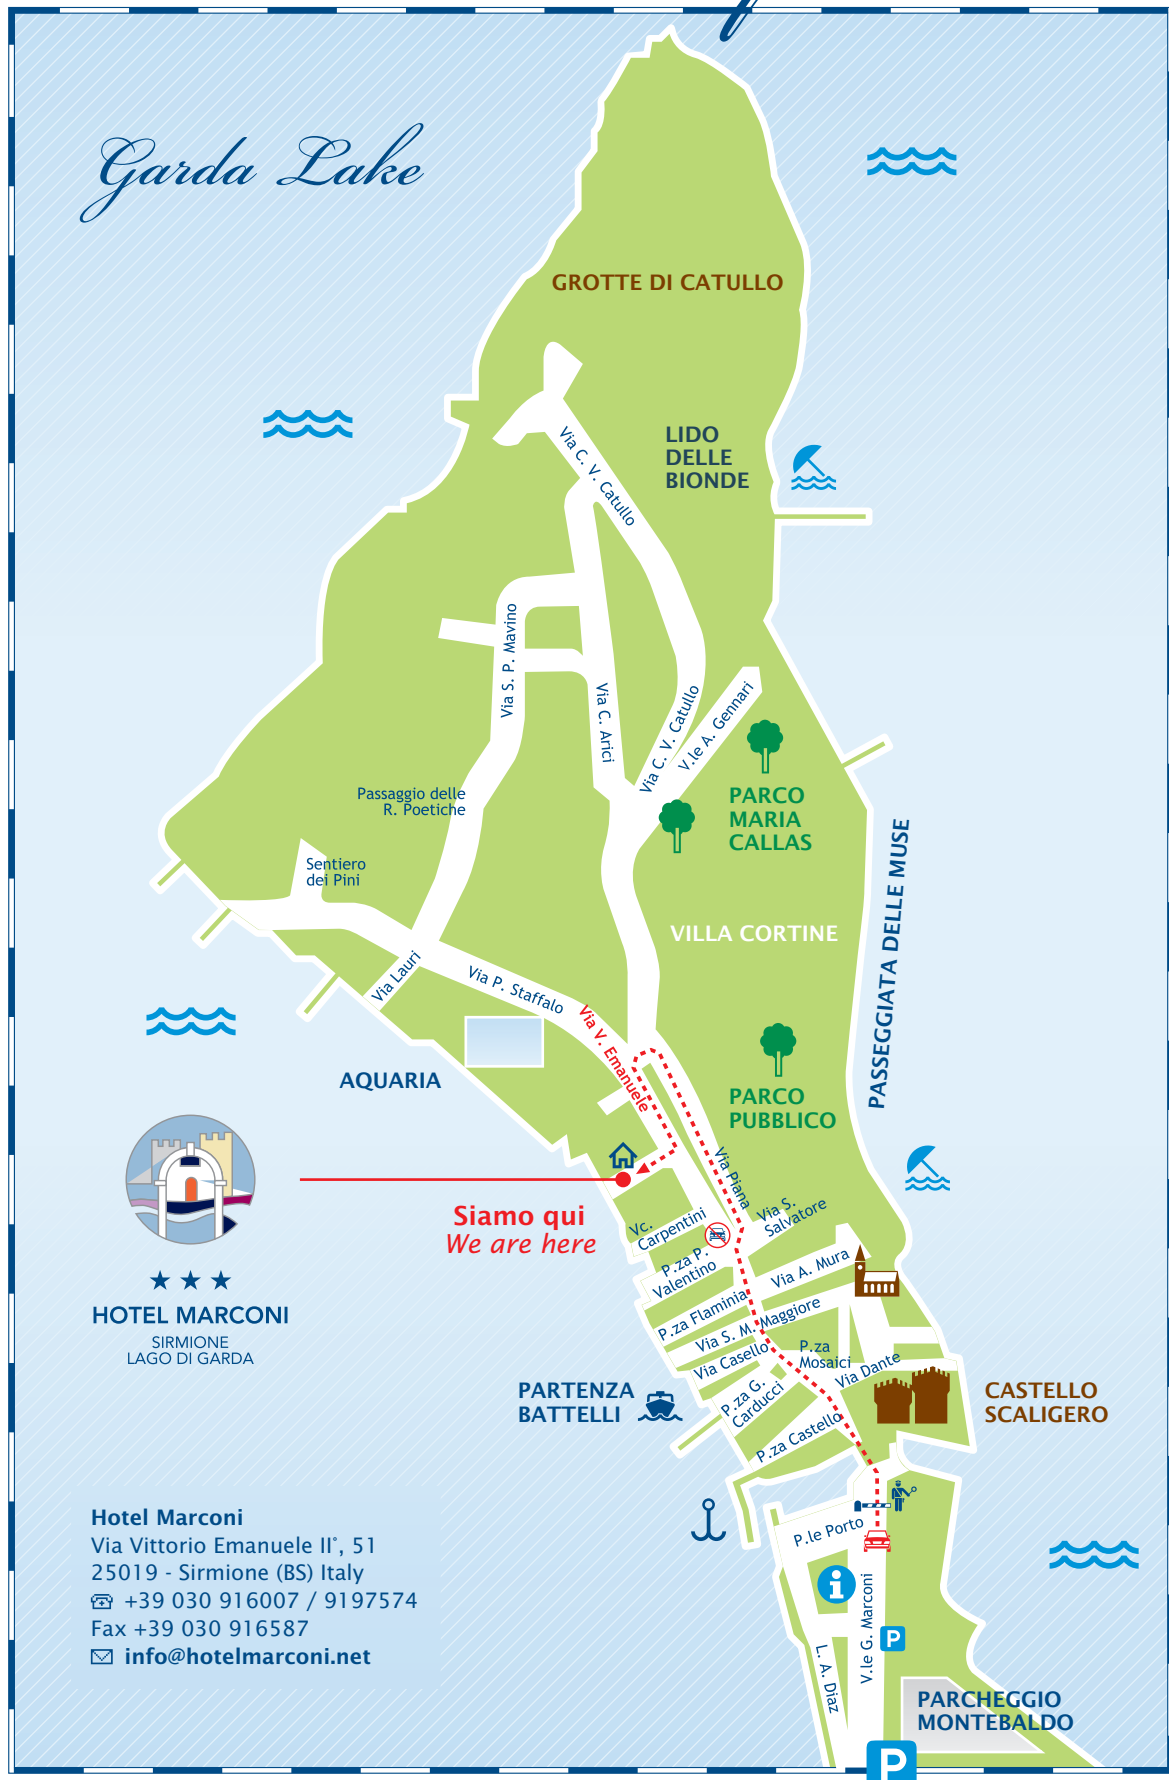 Garda Lake
GROTTE DI CATULLO
LIDO
DELLE
BIONDE
Via C. V. Catullo
Via S. P. Mavino
Via C. Arici
Via C. V. Catullo
V.le A. Gennari
PARCO
MARIA
CALLAS
Passaggio delle
R. Poetiche
Sentiero
dei Pini
PASSEGGIATA DELLE MUSE
VILLA CORTINE
Via Lauri
Via P. Staffalo
Via V. Emanuele
AQUARIA
PARCO
PUBBLICO
Via Piana
Siamo qui
We are here
Via S.
Salvatore
Vc.
Carpentini
P.za P.
Valentino
Via A. Mura
P.za Flaminia
Via S. M. Maggiore
Via Casello
P.za
Mosaici
Via Dante
P.za G.
Carducci
P.za Castello
HOTEL MARCONI
SIRMIONE
LAGO DI GARDA
PARTENZA
BATTELLI
CASTELLO
SCALIGERO
P.le Porto
i
V.le G. Marconi
P
L. A. Diaz
PARCHEGGIO
MONTEBALDO
P
Hotel Marconi
Via Vittorio Emanuele II°, 51
25019 - Sirmione (BS) Italy
+39 030 916007 / 9197574
Fax +39 030 916587
info@hotelmarconi.net